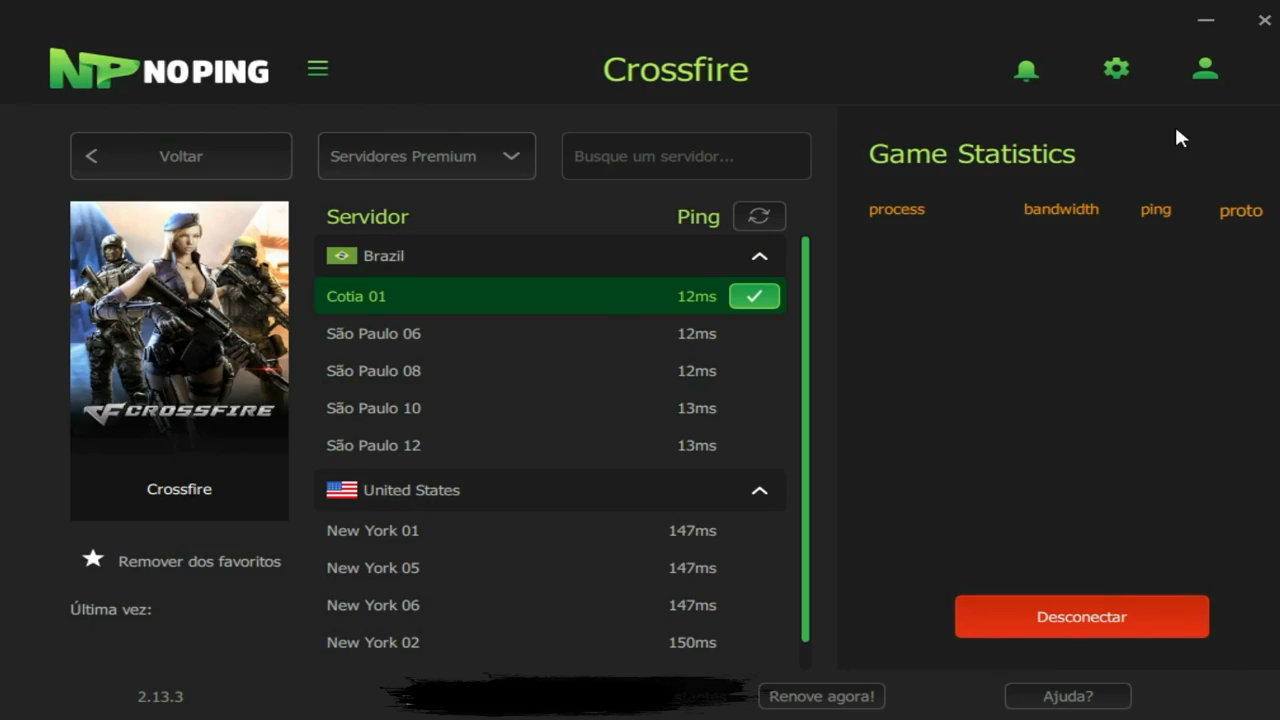 NP NOPING
Crossfire
Voltar
Servidores Premium
Busque um servidor...
Game Statistics
process bandwidth ping proto
Servidor Ping
Brazil
Cotia 01 12ms
São Paulo 06 12ms
São Paulo 08 12ms
São Paulo 10 13ms
São Paulo 12 13ms
United States
New York 01 147ms
New York 05 147ms
New York 06 147ms
New York 02 150ms
CF CROSSFIRE
Crossfire
Remover dos favoritos
Última vez:
Desconectar
2.13.3
Renove agora!
Ajuda?